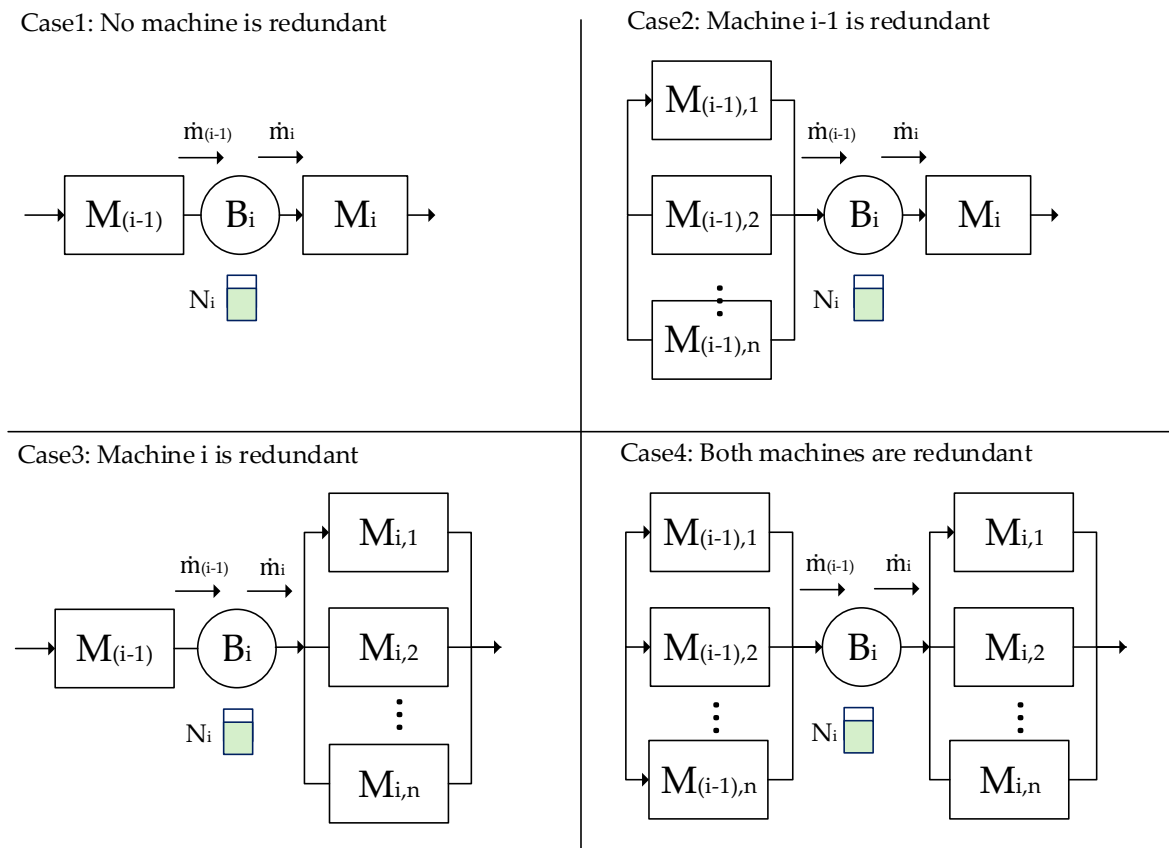 Case1: No machine is redundant
ṁ(i-1)
ṁi
M(i-1)
Bi
Mi
Ni
Case2: Machine i-1 is redundant
M(i-1),1
ṁ(i-1)
ṁi
M(i-1),2
Bi
Mi
Ni
M(i-1),n
Case3: Machine i is redundant
Mi,1
ṁ(i-1)
ṁi
M(i-1)
Bi
Mi,2
Ni
Mi,n
Case4: Both machines are redundant
M(i-1),1
Mi,1
ṁ(i-1)
ṁi
M(i-1),2
Bi
Mi,2
Ni
M(i-1),n
Mi,n